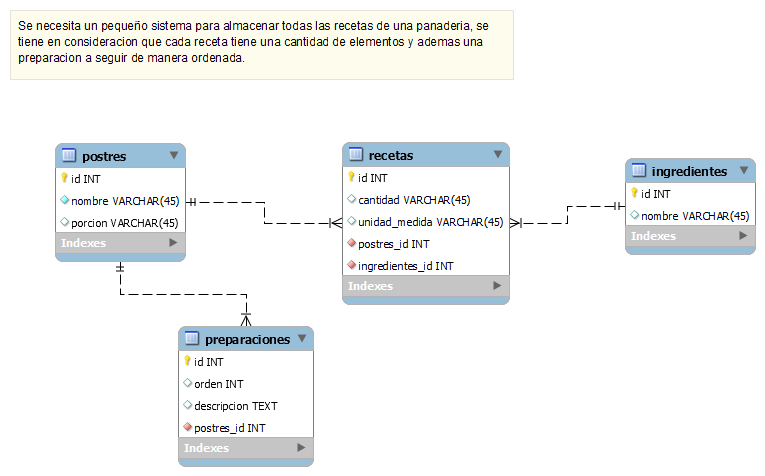 Se necesita un pequeño sistema para almacenar todas las recetas de una panaderia, se
tiene en consideracion que cada receta tiene una cantidad de elementos y ademas una
preparacion a seguir de manera ordenada.
postres
id INT
nombre VARCHAR(45)
porcion VARCHAR(45)
Indexes
recetas
id INT
cantidad VARCHAR(45)
unidad_medida VARCHAR(45)
postres_id INT
ingredientes_id INT
Indexes
ingredientes
id INT
nombre VARCHAR(45)
Indexes
preparaciones
id INT
orden INT
descripcion TEXT
postres_id INT
Indexes